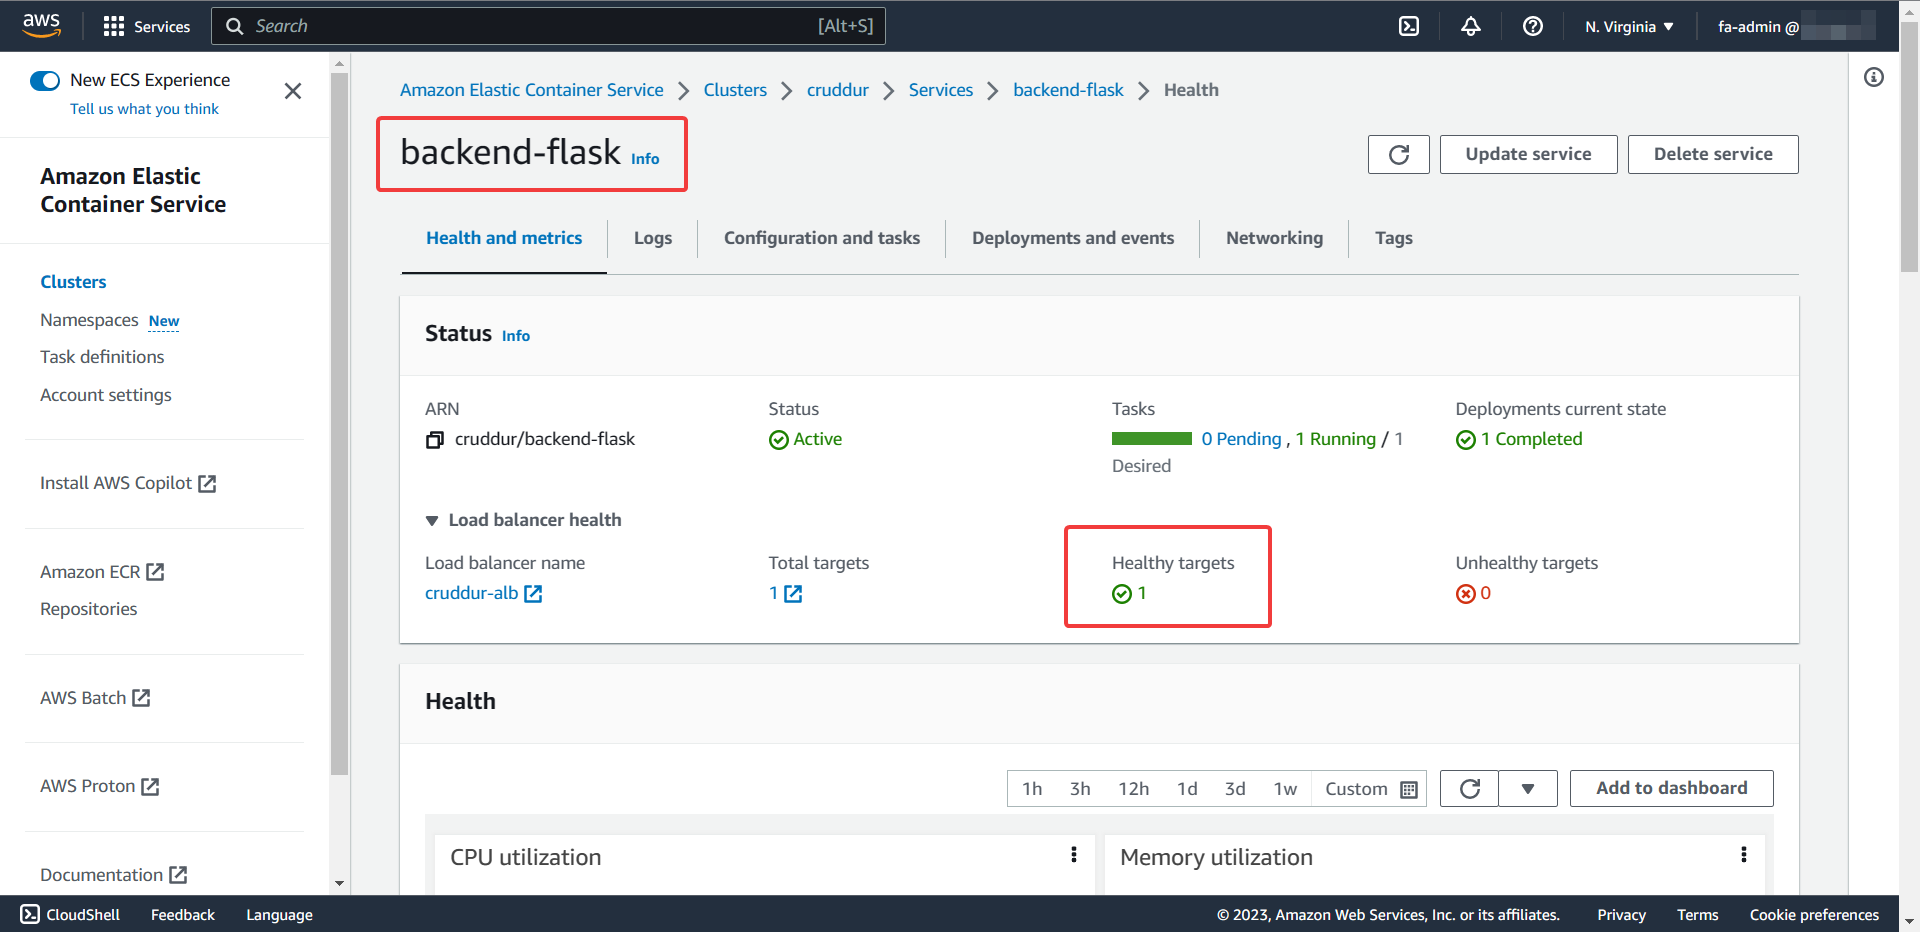 aws
Services
Search
[Alt+S]
N. Virginia
fa-admin @
New ECS Experience
Tell us what you think
Amazon Elastic
Container Service
Clusters
Namespaces New
Task definitions
Account settings
Install AWS Copilot
Amazon ECR
Repositories
AWS Batch
AWS Proton
Documentation
Amazon Elastic Container Service
Clusters
cruddur
Services
backend-flask
Health
backend-flask Info
Update service
Delete service
Health and metrics
Logs
Configuration and tasks
Deployments and events
Networking
Tags
Status Info
ARN
cruddur/backend-flask
Status
Active
Tasks
0 Pending , 1 Running / 1
Desired
Deployments current state
1 Completed
Load balancer health
Load balancer name
cruddur-alb
Total targets
1
Healthy targets
1
Unhealthy targets
0
Health
1h
3h
12h
1d
3d
1w
Custom
Add to dashboard
CPU utilization
Memory utilization
CloudShell
Feedback
Language
© 2023, Amazon Web Services, Inc. or its affiliates.
Privacy
Terms
Cookie preferences